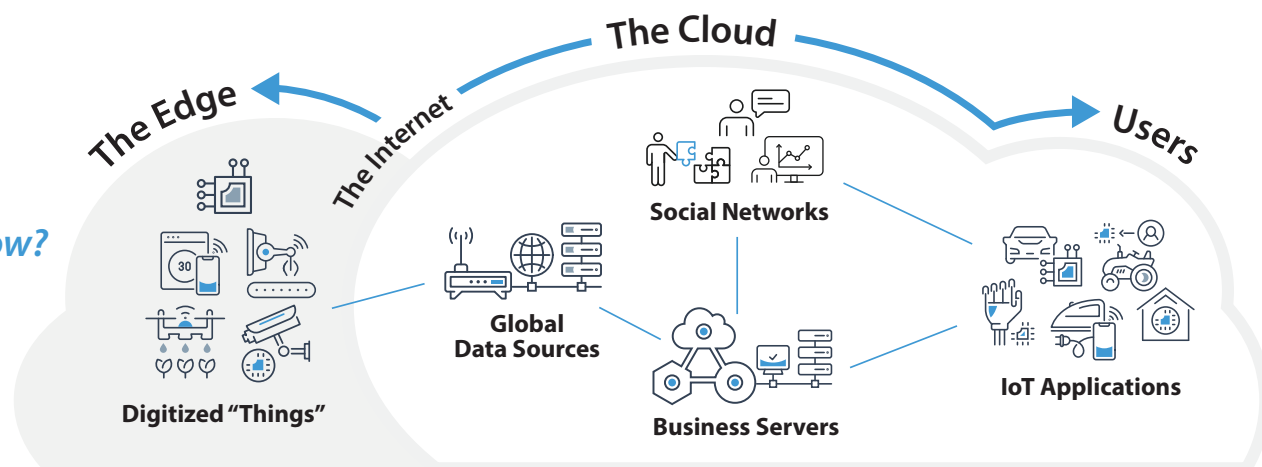 The Cloud
The Edge
The Internet
Users
ow?
30
Social Networks
Global
Data Sources
Digitized “Things”
Business Servers
IoT Applications